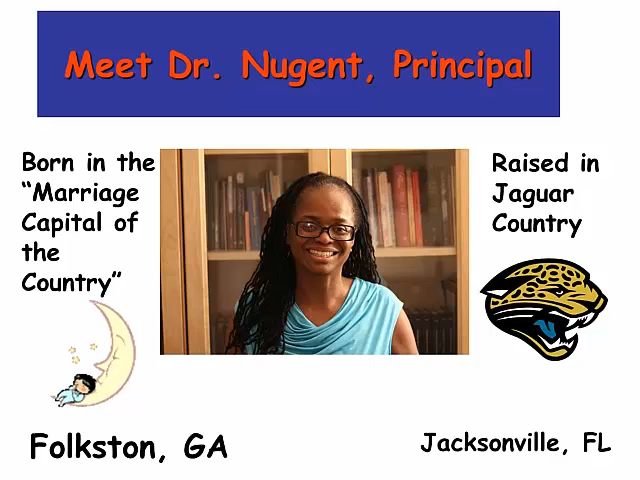 Meet Dr. Nugent, Principal
Born in the
“Marriage
Capital of
the
Country”
Raised in
Jaguar
Country
Folkston, GA
Jacksonville, FL